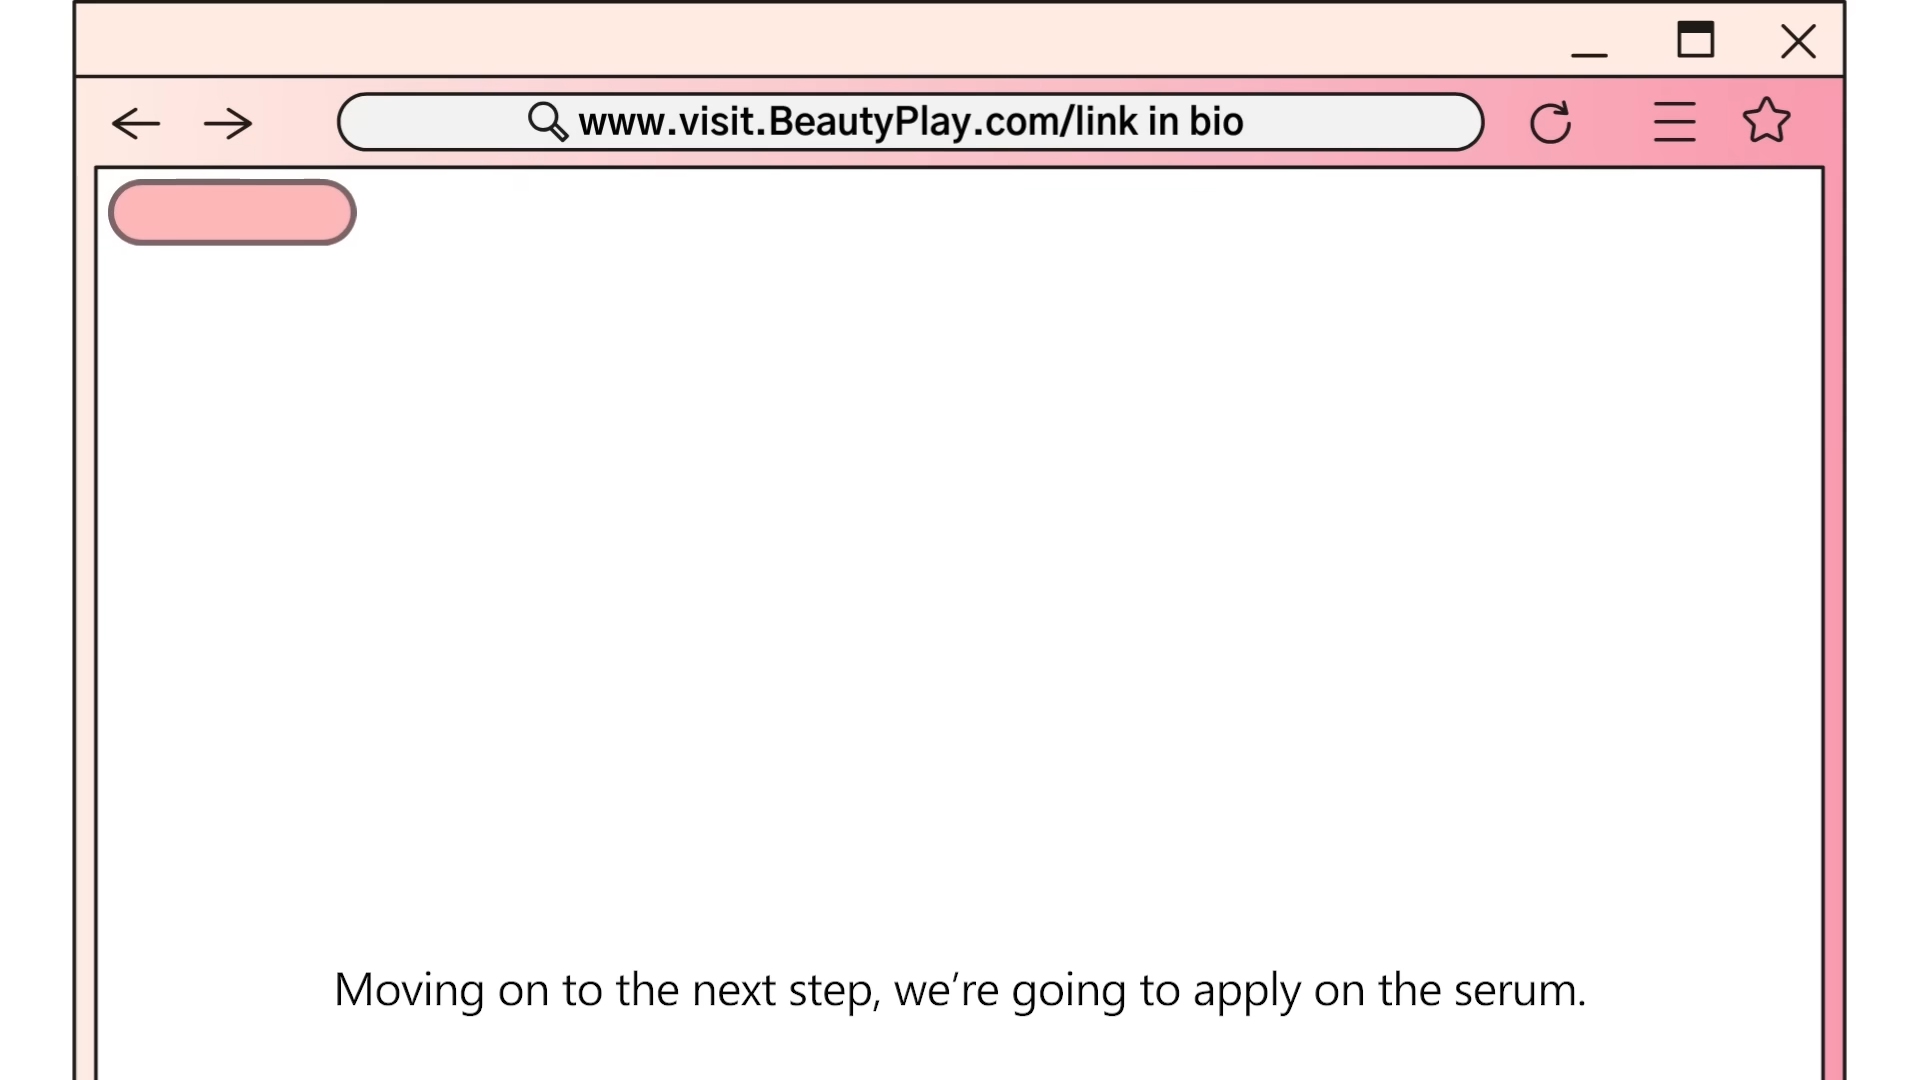 www.visit.BeautyPlay.com/link in bio
Moving on to the next step, we’re going to apply on the serum.